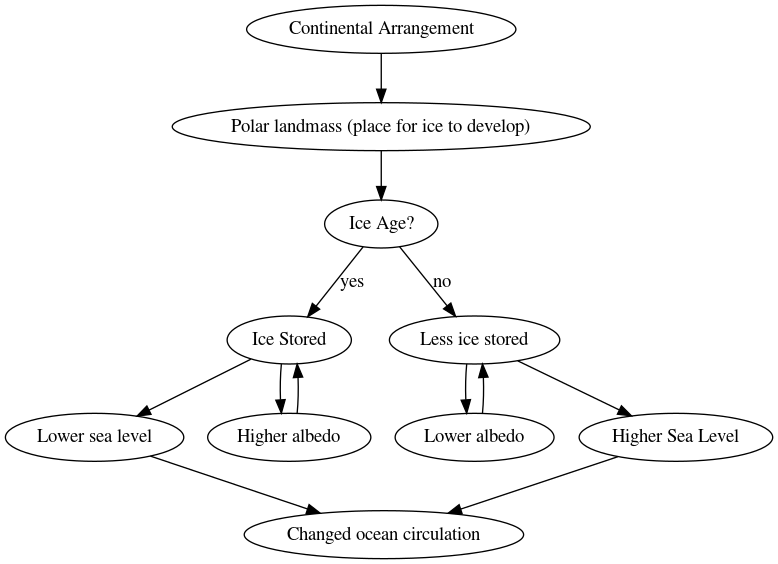 Continental Arrangement
Polar landmass (place for ice to develop)
Ice Age?
yes
no
Ice Stored
Less ice stored
Lower sea level
Higher albedo
Lower albedo
Higher Sea Level
Changed ocean circulation